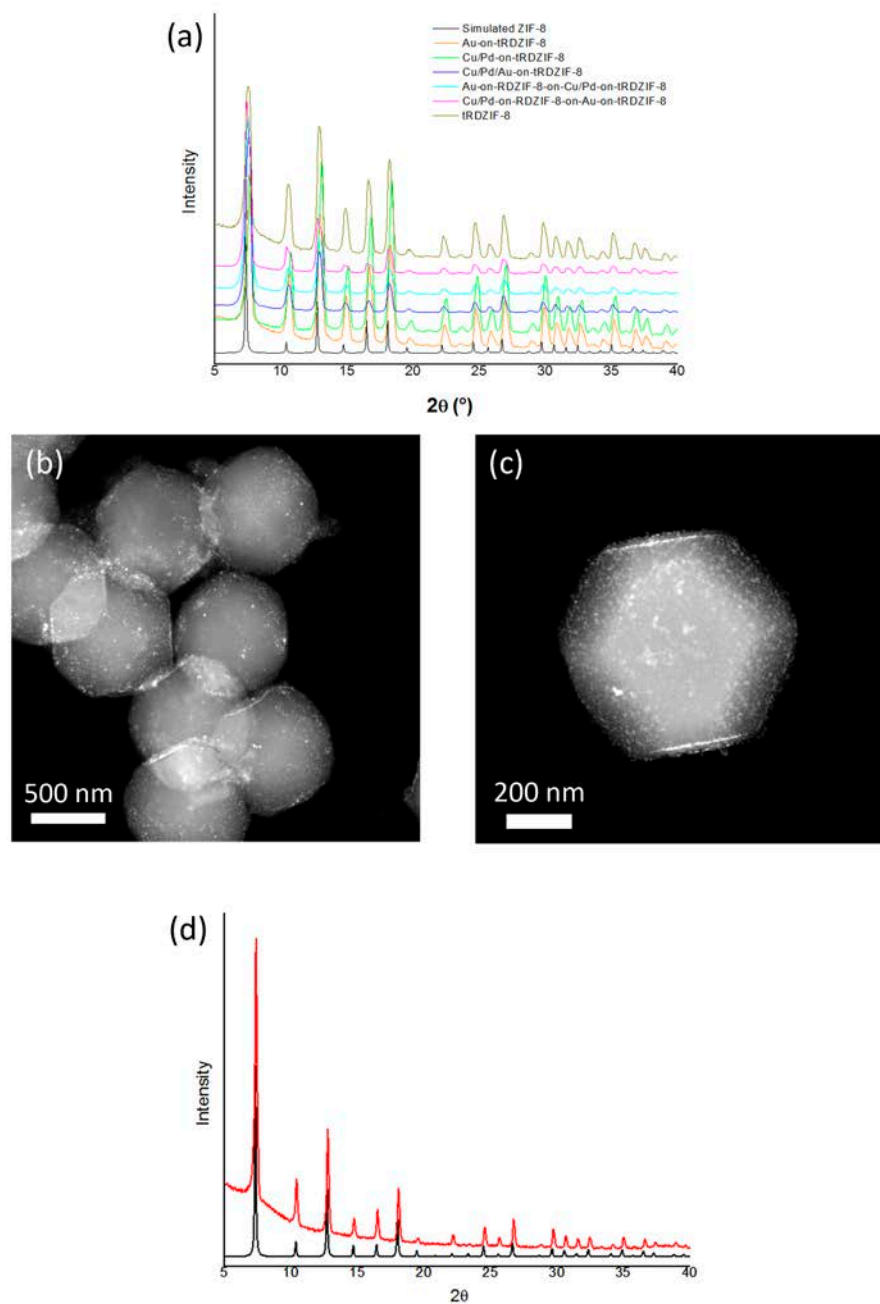 (a)
Simulated ZIF-8
Au-on-tRDZIF-8
Cu/Pd-on-tRDZIF-8
Cu/Pd/Au-on-tRDZIF-8
Au-on-RDZIF-8-on-Cu/Pd-on-tRDZIF-8
Cu/Pd-on-RDZIF-8-on-Au-on-tRDZIF-8
tRDZIF-8
Intensity
5 10 15 20 25 30 35 40
2θ (°)
(b)
500 nm
(c)
200 nm
(d)
Intensity
5 10 15 20 25 30 35 40
2θ